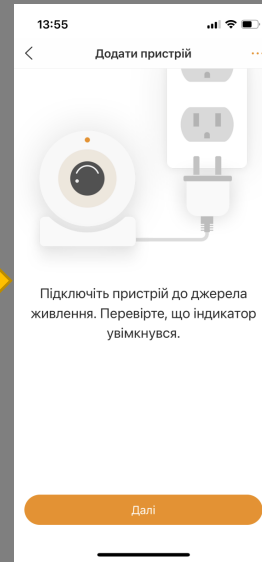 13:55
Додати пристрій
Підключіть пристрій до джерела
живлення. Перевірте, що індикатор
увімкнувся.
Далі